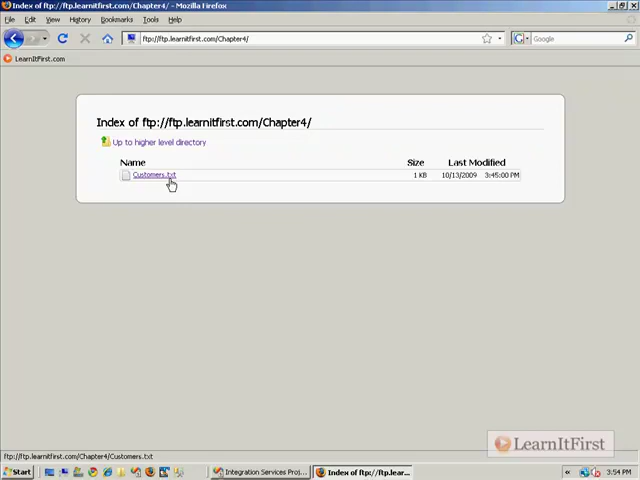 Index of ftp://ftp.learnitfirst.com/Chapter4/ - Mozilla Firefox
File Edit View History Bookmarks Tools Help
ftp://ftp.learnitfirst.com/Chapter4/
Google
LearnItFirst.com
Index of ftp://ftp.learnitfirst.com/Chapter4/
Up to higher level directory
Name Size Last Modified
Customers.txt 1 KB 10/13/2009 3:45:00 PM
LearnItFirst
ftp://ftp.learnitfirst.com/Chapter4/Customers.txt
Start Integration Services Proj... Index of ftp://ftp.lear... 3:54 PM